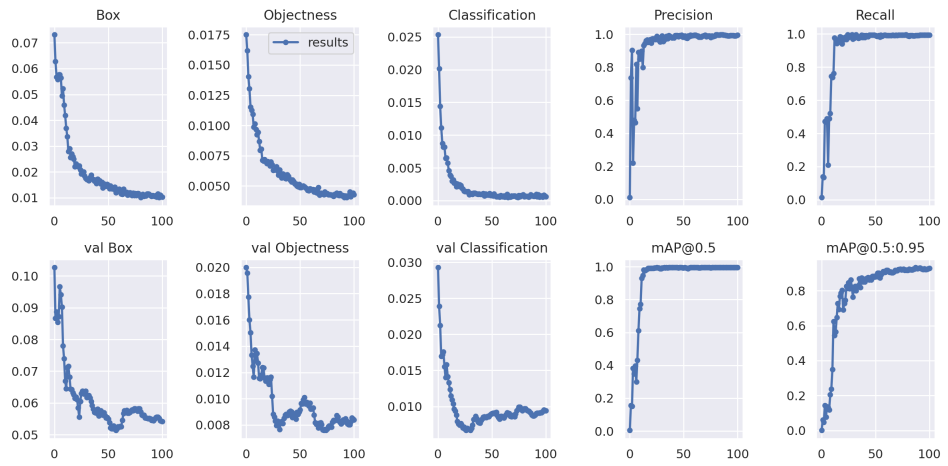 Box
Objectness
Classification
Precision
Recall
0.07
0.06
0.05
0.04
0.03
0.02
0.01
0 50 100
0.0175
0.0150
0.0125
0.0100
0.0075
0.0050
results
0 50 100
0.025
0.020
0.015
0.010
0.005
0.000
0 50 100
1.0
0.8
0.6
0.4
0.2
0.0
0 50 100
1.0
0.8
0.6
0.4
0.2
0.0
0 50 100
val Box
val Objectness
val Classification
mAP@0.5
mAP@0.5:0.95
0.10
0.09
0.08
0.07
0.06
0.05
0 50 100
0.020
0.018
0.016
0.014
0.012
0.010
0.008
0 50 100
0.030
0.025
0.020
0.015
0.010
0 50 100
1.0
0.8
0.6
0.4
0.2
0.0
0 50 100
0.8
0.6
0.4
0.2
0.0
0 50 100